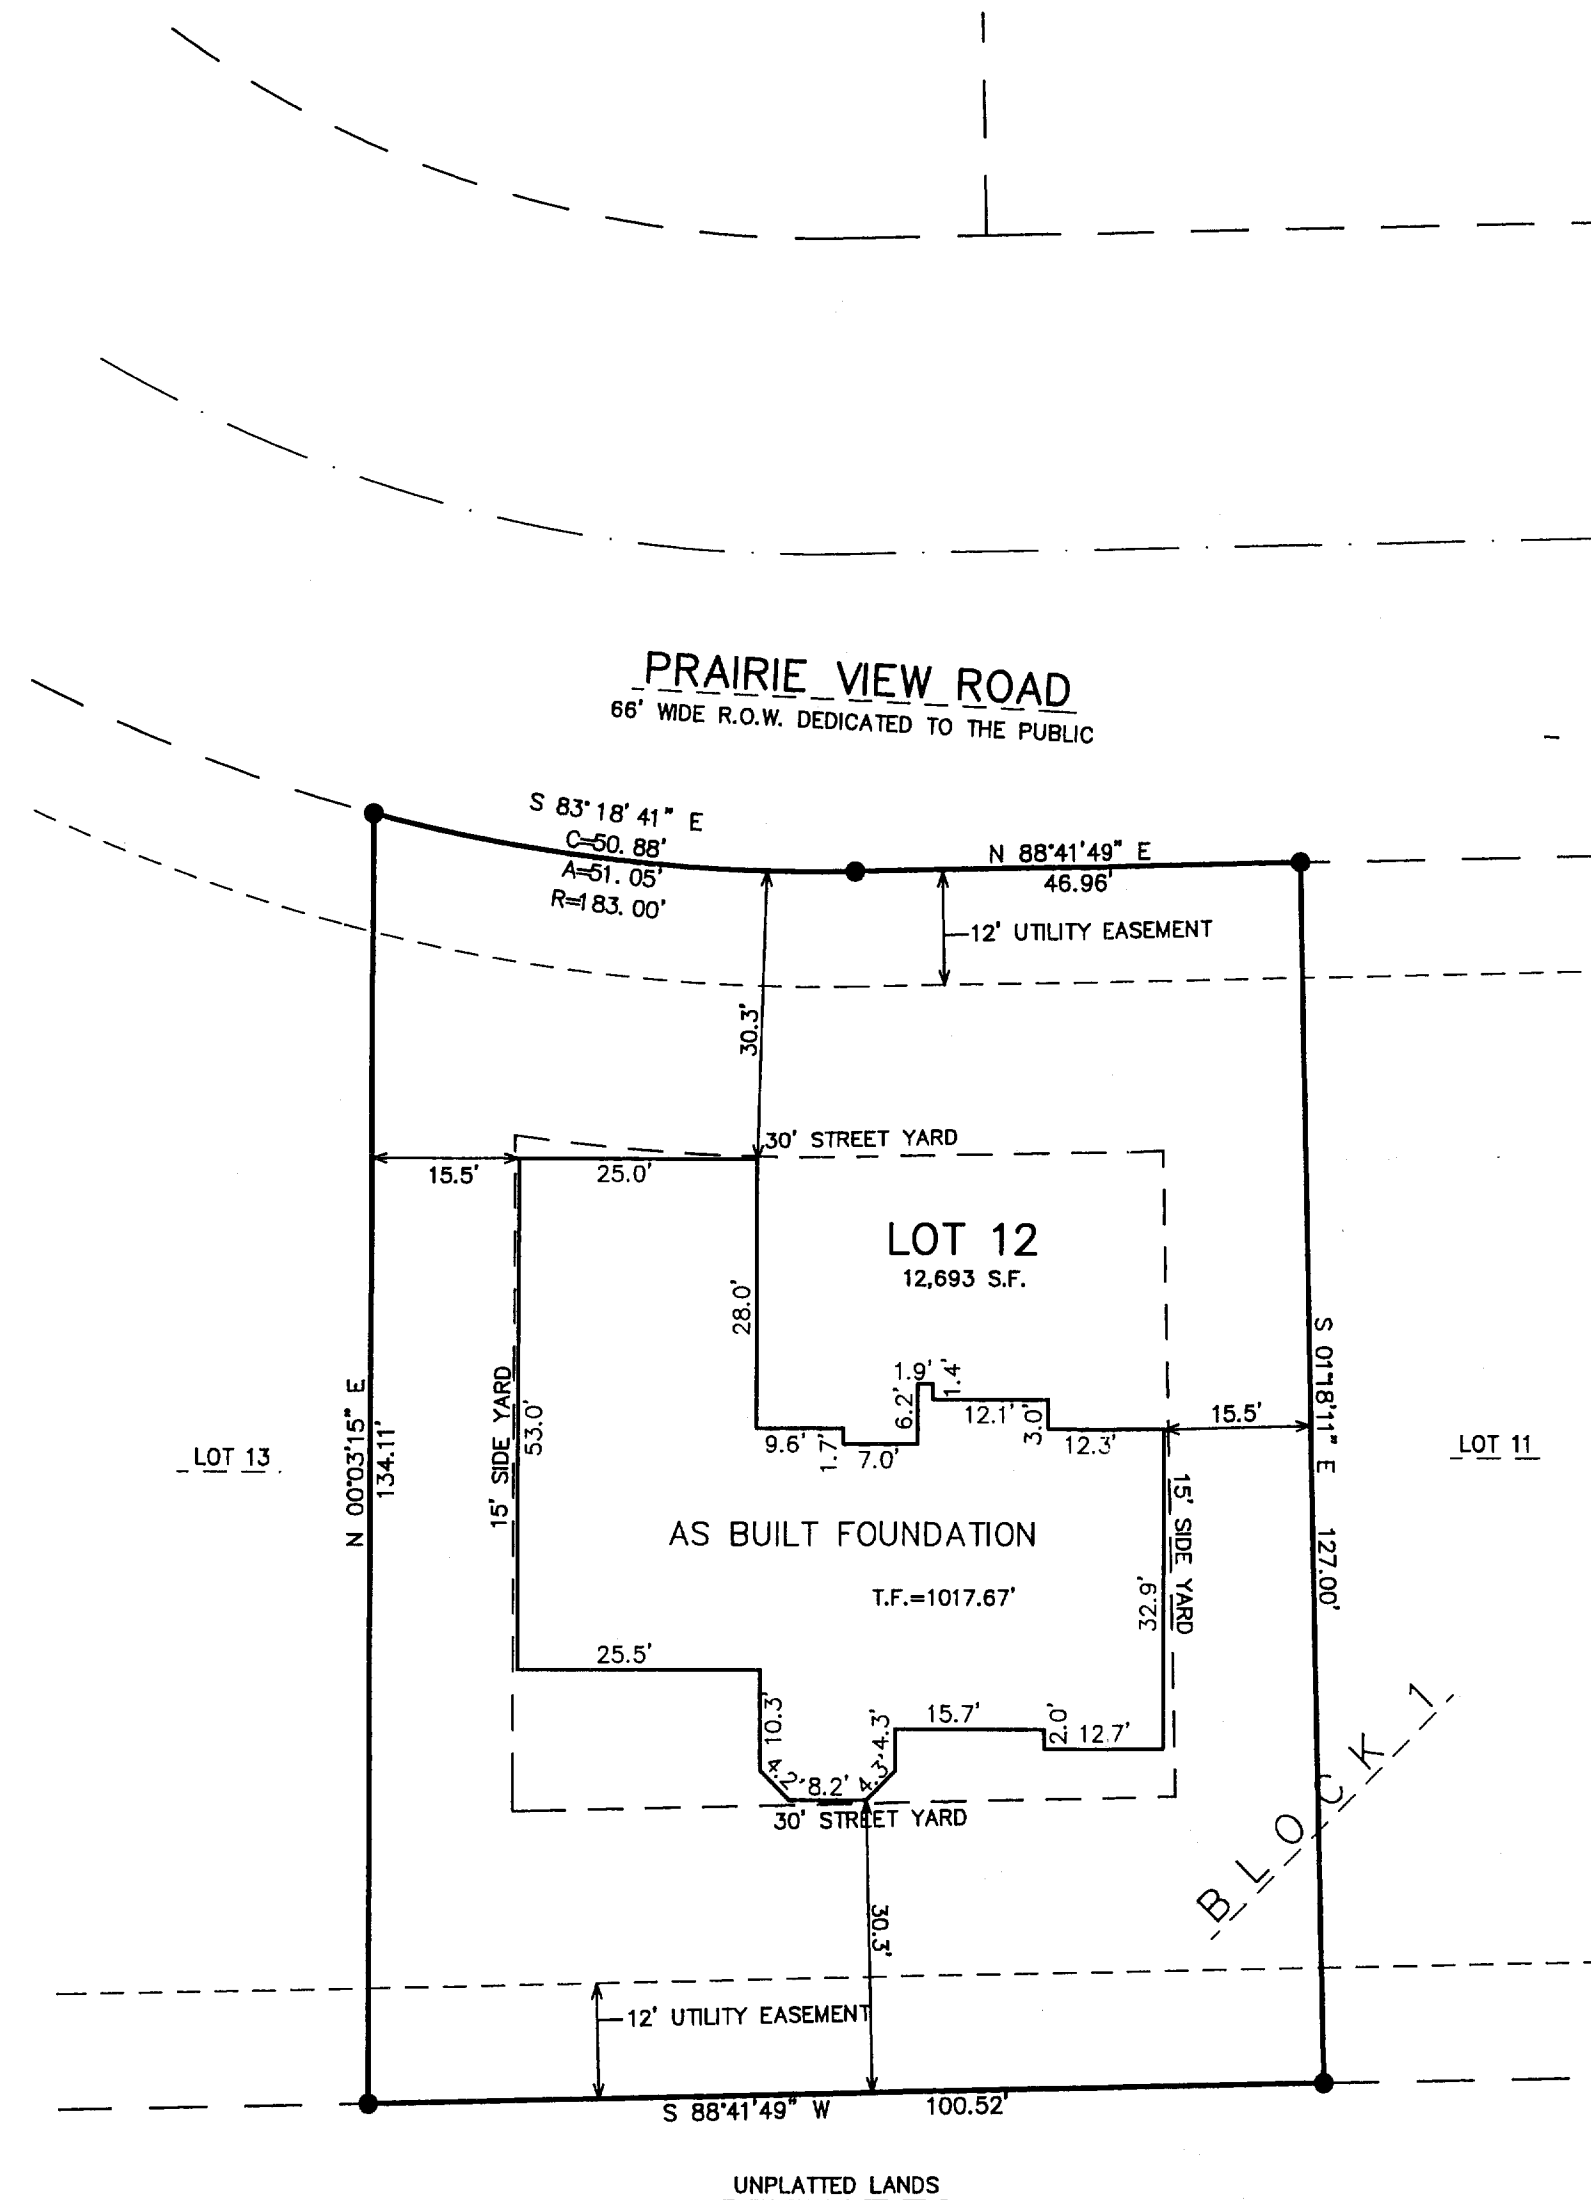 PRAIRIE VIEW ROAD
66' WIDE R.O.W. DEDICATED TO THE PUBLIC
S 83°18'41" E
C=50.88'
A=51.05'
R=183.00'
N 88°41'49" E
46.96'
12' UTILITY EASEMENT
30.3'
30' STREET YARD
15.5'
25.0'
LOT 12
12,693 S.F.
28.0'
1.9'
1.4'
6.2'
12.1'
3.0'
12.3'
15.5'
9.6'
1.7'
7.0'
N 00°03'15" E
134.11'
15' SIDE YARD
53.0'
LOT 13
LOT 11
S 01°18'11" E 127.00'
AS BUILT FOUNDATION
T.F.=1017.67'
32.9'
15' SIDE YARD
25.5'
10.3'
4.2'
8.2'
4.3'
4.3'
15.7'
2.0'
12.7'
30' STREET YARD
BLOCK 1
30.3'
12' UTILITY EASEMENT
S 88°41'49" W
100.52'
UNPLATTED LANDS